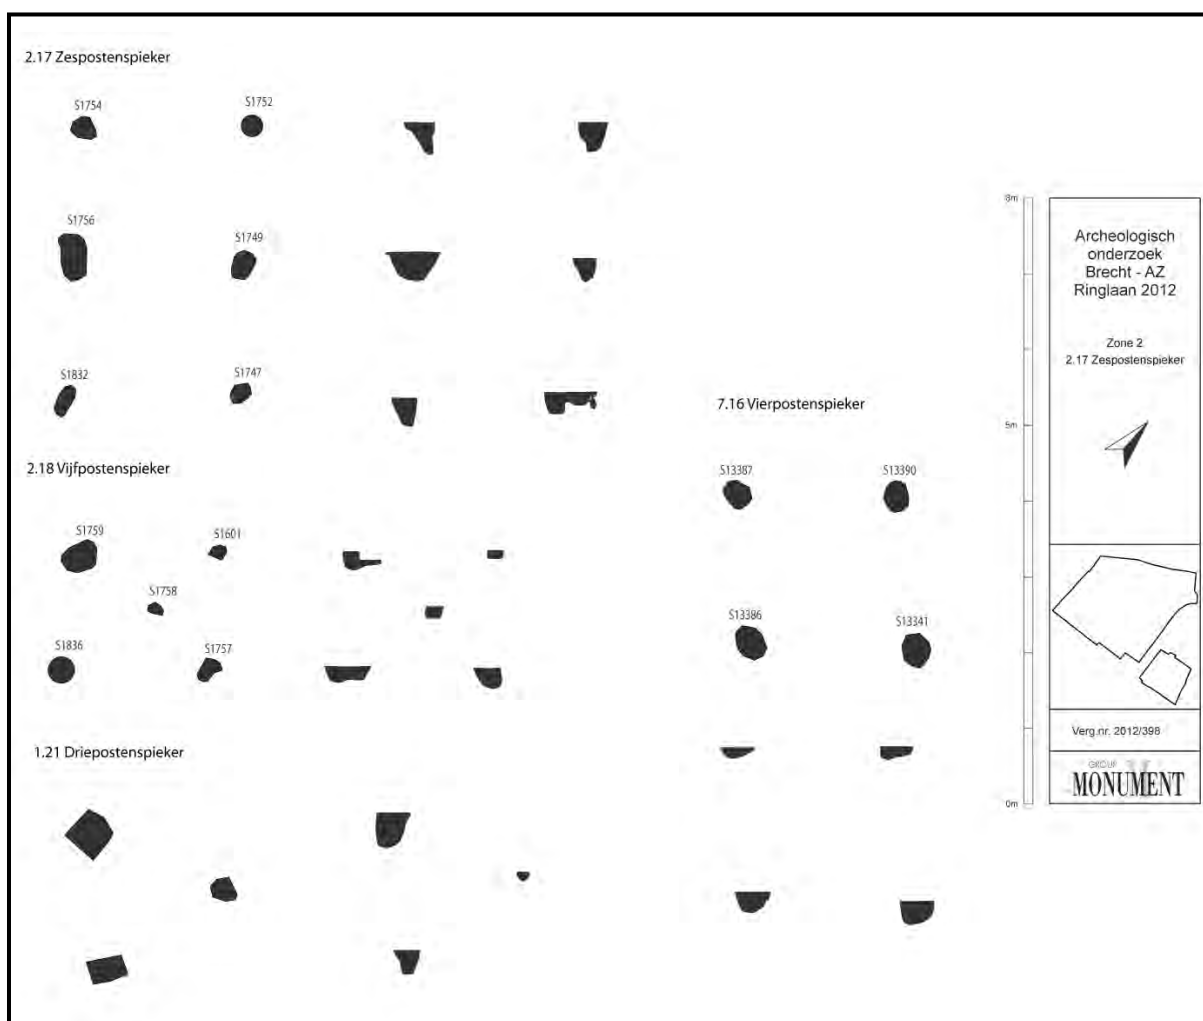 2.17 Zespostenspieker
S1754
S1752
S1756
S1749
S1832
S1747
2.18 Vijfpostenspieker
S1759
S1601
S1758
S1836
S1757
1.21 Driepostenspieker
7.16 Vierpostenspieker
S13387
S13390
S13386
S13341
8m
5m
0m
Archeologisch
onderzoek
Brecht - AZ
Ringlaan 2012
Zone 2
2.17 Zespostenspieker
Verg.nr. 2012/398
GROUP
MONUMENT